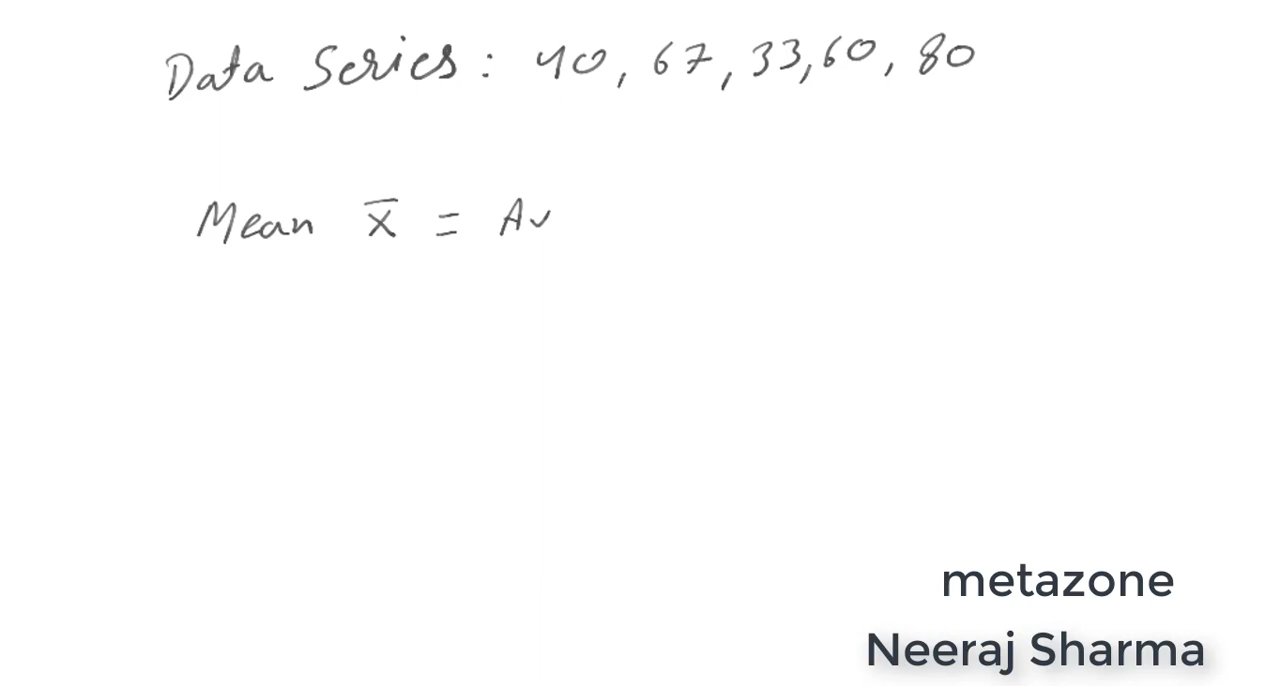 Data Series : 40, 67, 33, 60, 80
Mean x̅ = Av
metazone
Neeraj Sharma